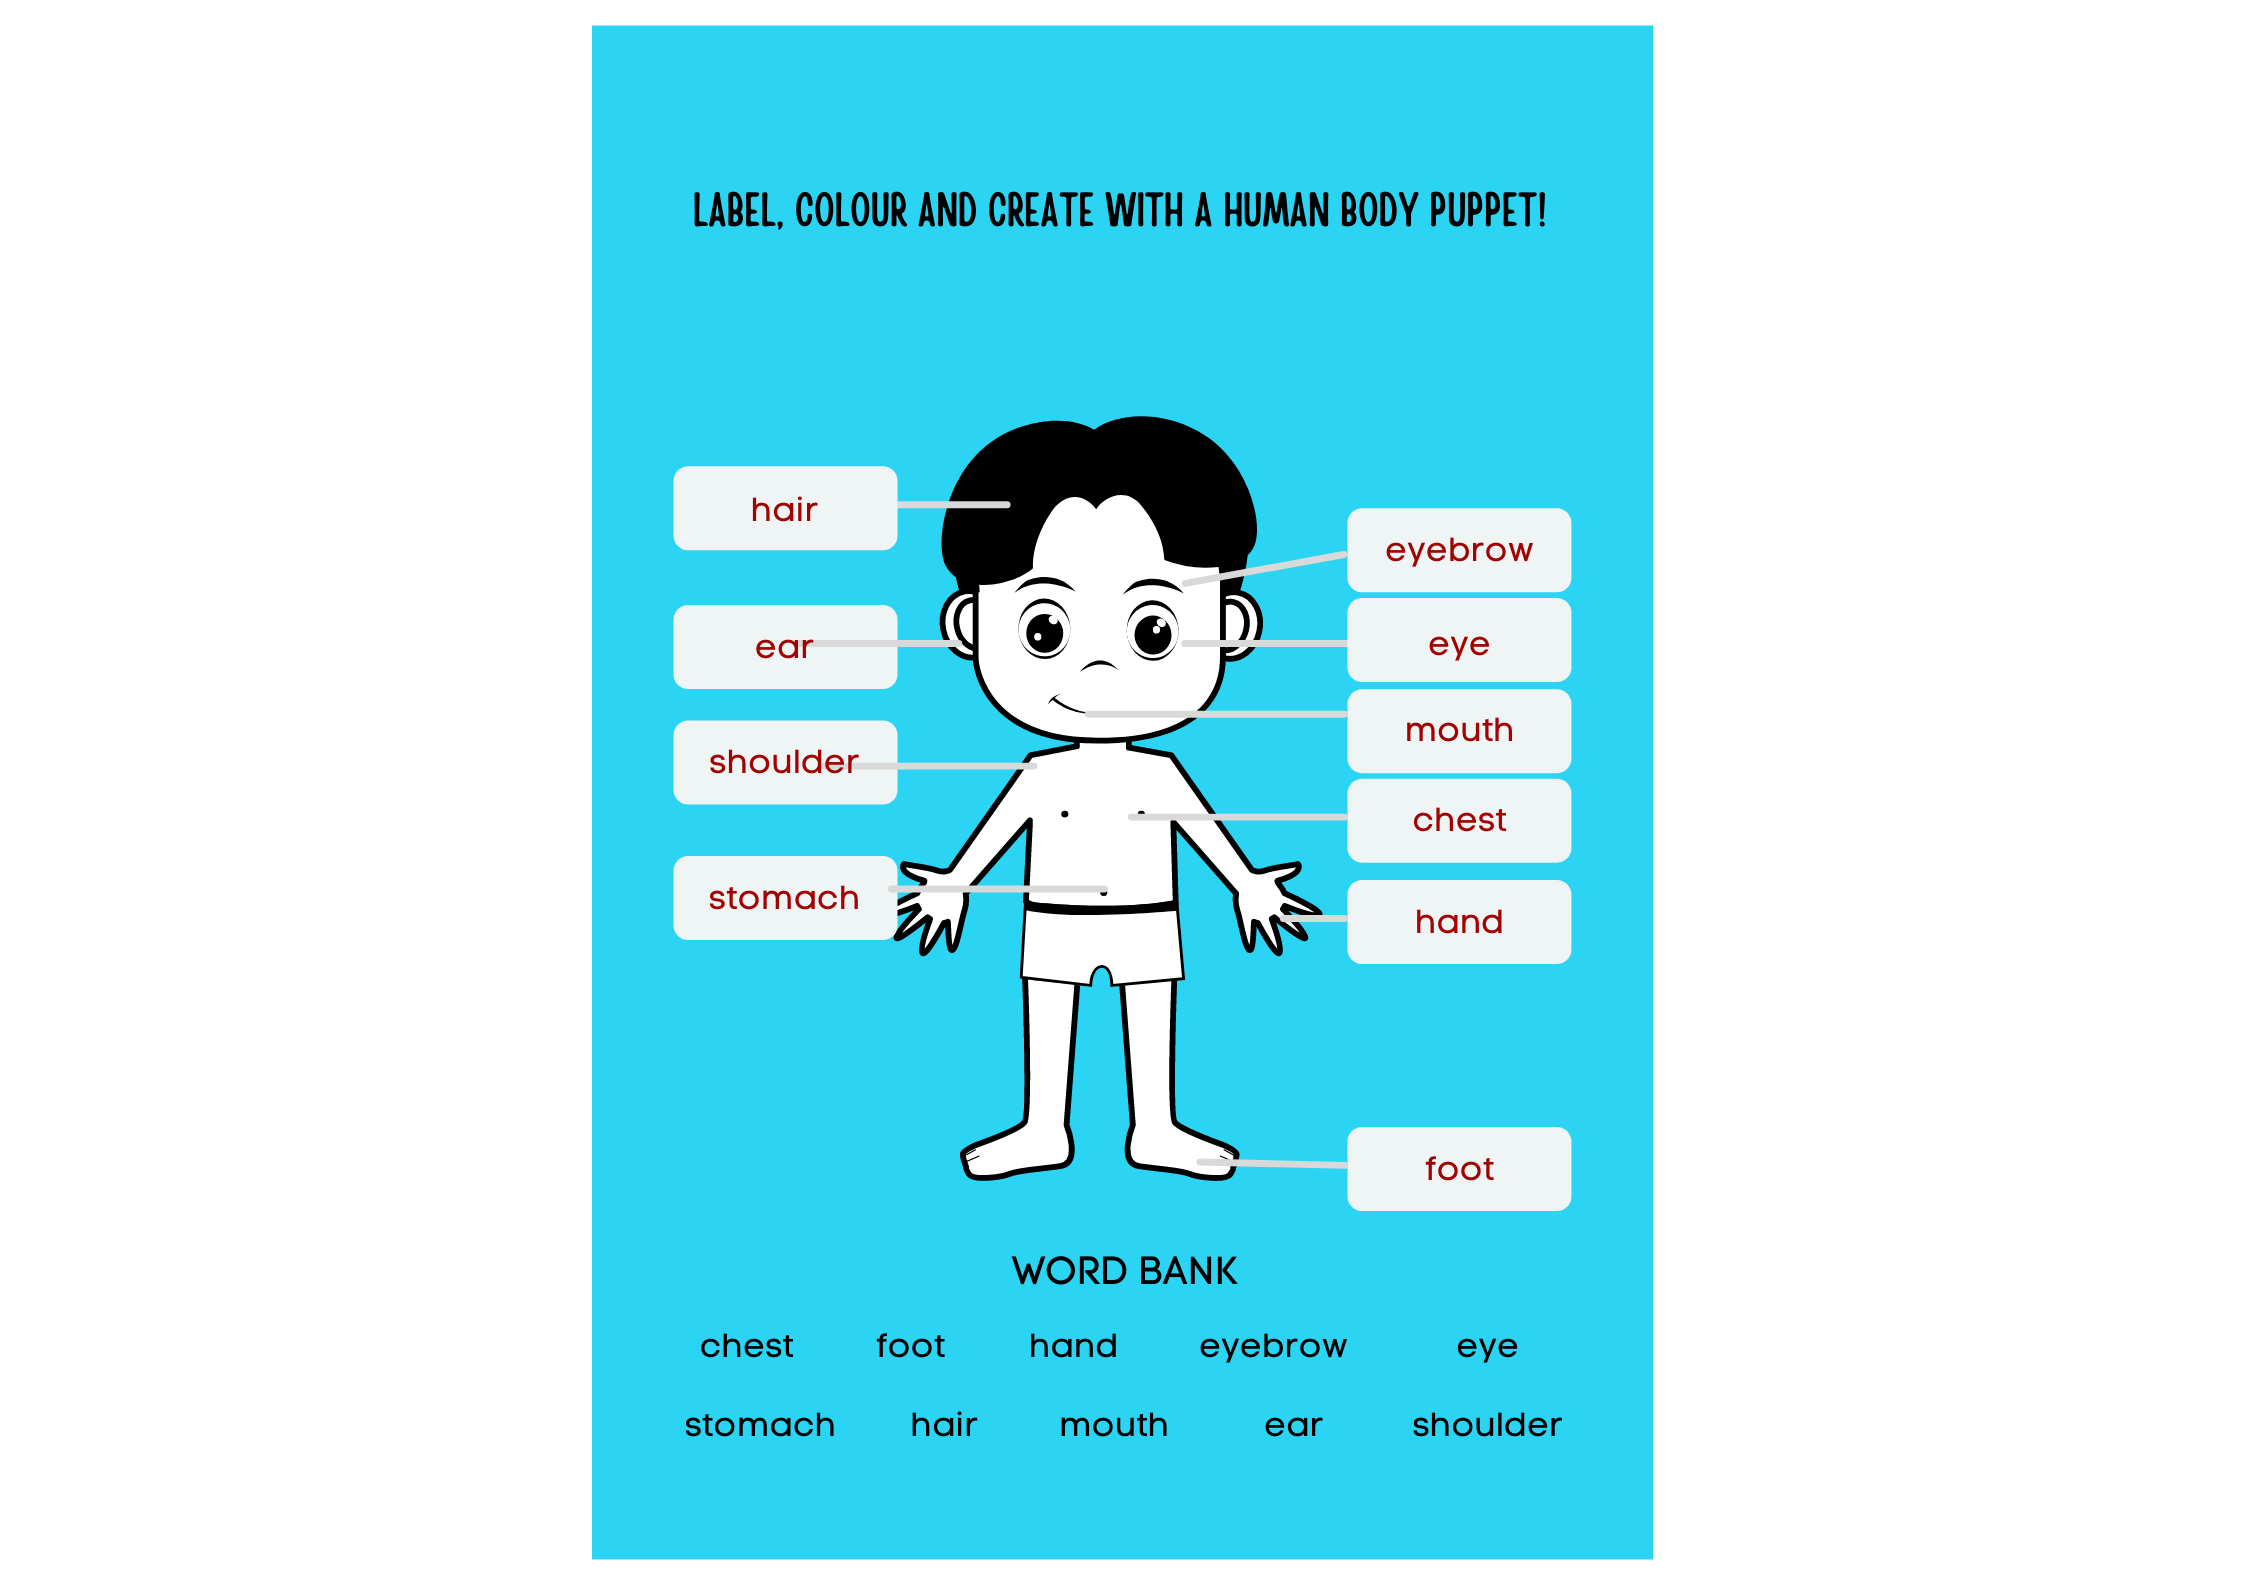 LABEL, COLOUR AND CREATE WITH A HUMAN BODY PUPPET!
hair
eyebrow
ear
eye
mouth
shoulder
chest
stomach
hand
foot
WORD BANK
chest foot hand eyebrow eye
stomach hair mouth ear shoulder